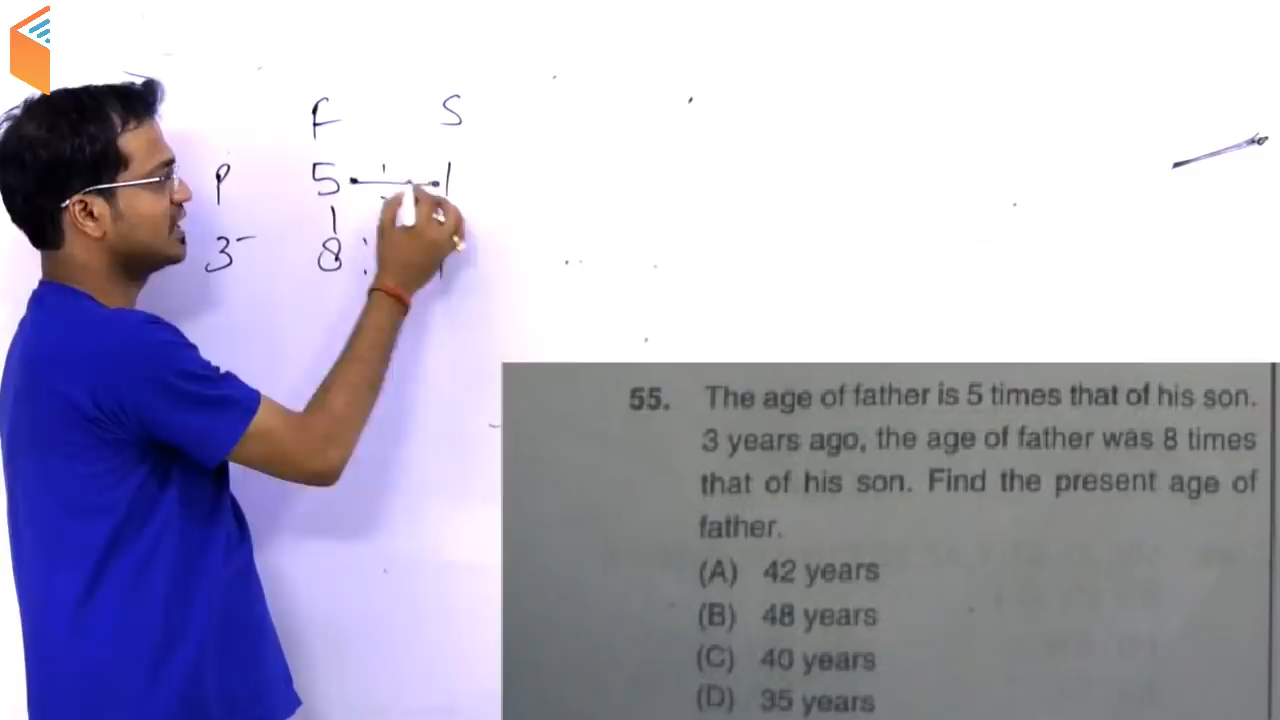 F S
P 5 : 1
3- 8 :
55. The age of father is 5 times that of his son.
3 years ago, the age of father was 8 times
that of his son. Find the present age of
father.
(A) 42 years
(B) 48 years
(C) 40 years
(D) 35 years